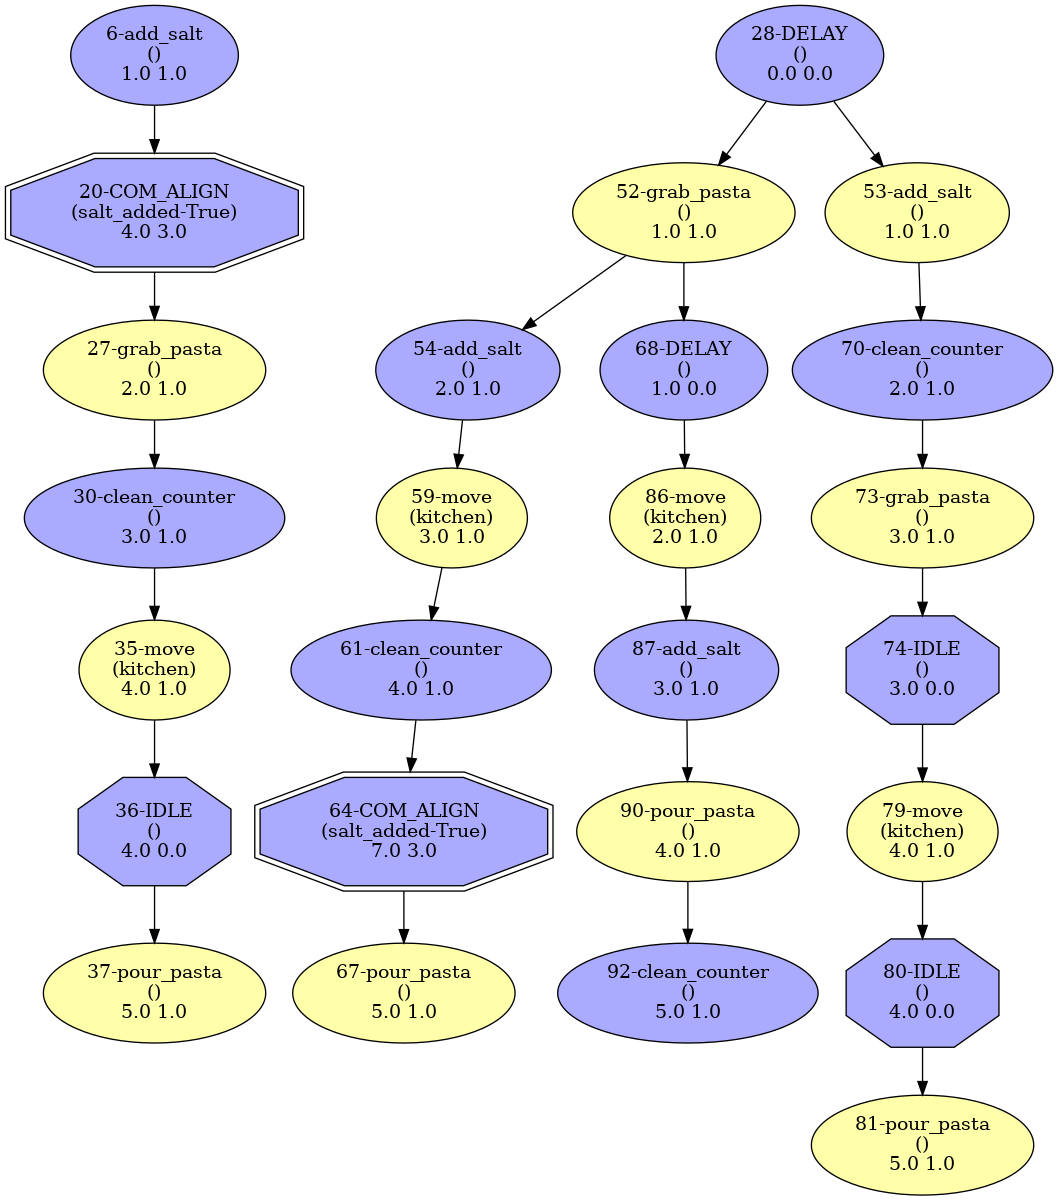 6-add_salt
()
1.0 1.0
28-DELAY
()
0.0 0.0
20-COM_ALIGN
(salt_added-True)
4.0 3.0
52-grab_pasta
()
1.0 1.0
53-add_salt
()
1.0 1.0
27-grab_pasta
()
2.0 1.0
54-add_salt
()
2.0 1.0
68-DELAY
()
1.0 0.0
70-clean_counter
()
2.0 1.0
30-clean_counter
()
3.0 1.0
59-move
(kitchen)
3.0 1.0
86-move
(kitchen)
2.0 1.0
73-grab_pasta
()
3.0 1.0
35-move
(kitchen)
4.0 1.0
61-clean_counter
()
4.0 1.0
87-add_salt
()
3.0 1.0
74-IDLE
()
3.0 0.0
36-IDLE
()
4.0 0.0
64-COM_ALIGN
(salt_added-True)
7.0 3.0
90-pour_pasta
()
4.0 1.0
79-move
(kitchen)
4.0 1.0
37-pour_pasta
()
5.0 1.0
67-pour_pasta
()
5.0 1.0
92-clean_counter
()
5.0 1.0
80-IDLE
()
4.0 0.0
81-pour_pasta
()
5.0 1.0